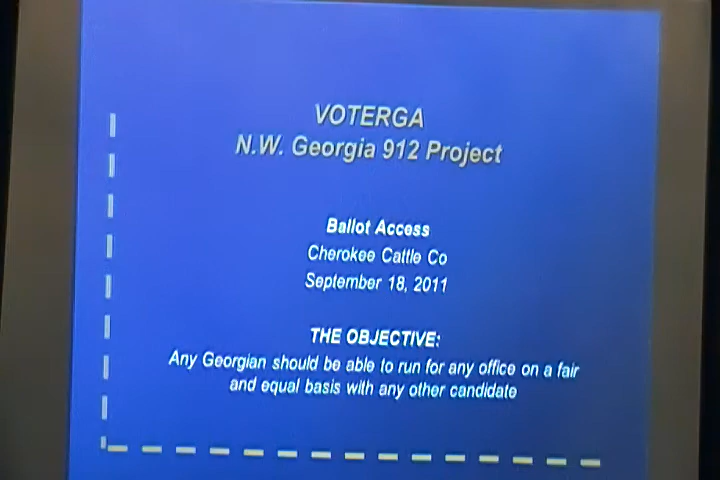 VOTERGA
N.W. Georgia 912 Project
Ballot Access
Cherokee Cattle Co
September 18, 2011
THE OBJECTIVE:
Any Georgian should be able to run for any office on a fair
and equal basis with any other candidate